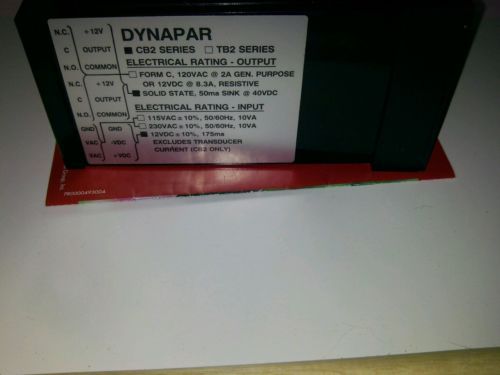 DYNAPAR
■ CB2 SERIES □ TB2 SERIES
ELECTRICAL RATING - OUTPUT
□ FORM C, 120VAC @ 2A GEN. PURPOSE
OR 12VDC @ 8.3A, RESISTIVE
■ SOLID STATE, 50ma SINK @ 40VDC
ELECTRICAL RATING - INPUT
□ 115VAC ± 10%, 50/60Hz, 10VA
□ 230VAC ± 10%, 50/60Hz, 10VA
■ 12VDC ± 10%, 175ma
EXCLUDES TRANSDUCER
CURRENT (CB2 ONLY)
N.C. +12V
C OUTPUT
N.O. COMMON
N.C. +12V
C OUTPUT
N.O. COMMON
GND GND
VAC -VDC
VAC +VDC
Group, Inc.